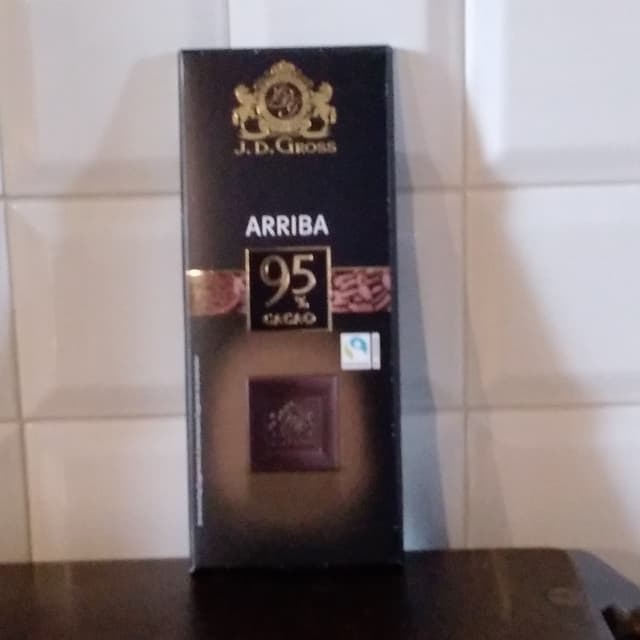 J. D. GROSS
ARRIBA
95
%
CACAO